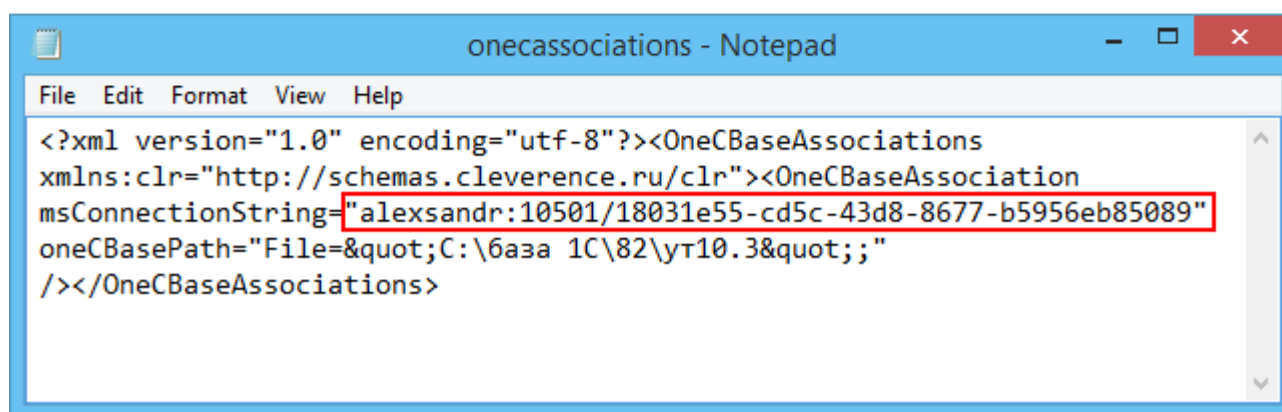 onecassociations - Notepad
File Edit Format View Help
<?xml version="1.0" encoding="utf-8"?><OneCBaseAssociations
xmlns:clr="http://schemas.cleverence.ru/clr"><OneCBaseAssociation
msConnectionString="alexsandr:10501/18031e55-cd5c-43d8-8677-b5956eb85089"
oneCBasePath="File=&quot;C:\база 1С\82\ут10.3&quot;;"
/></OneCBaseAssociations>